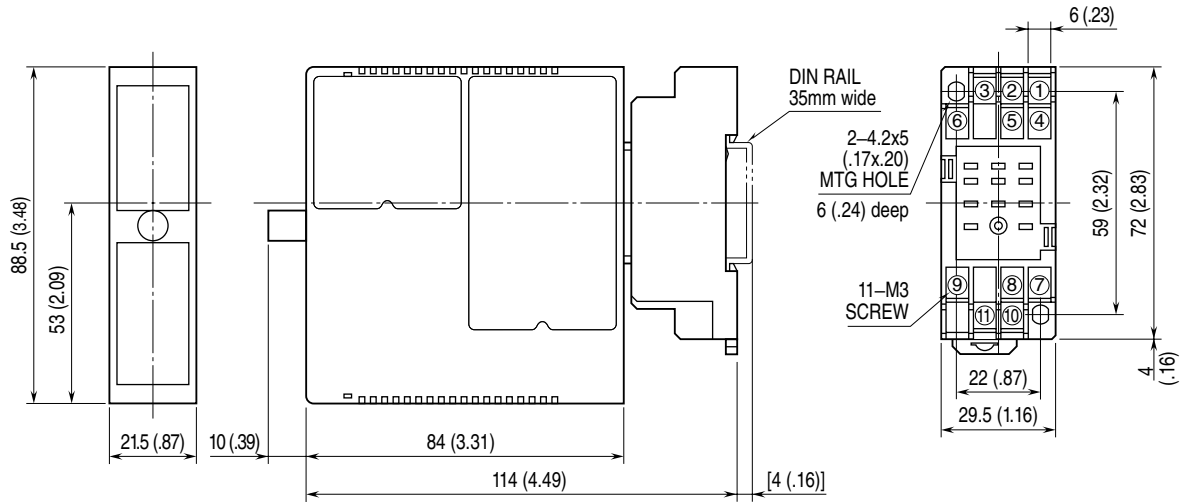 6 (.23)
DIN RAIL
35mm wide
2–4.2x5
(.17x.20)
MTG HOLE
6 (.24) deep
11–M3
SCREW
③ ② ①
⑥ ⑤ ④
⑨ ⑧ ⑦
⑪ ⑩
88.5 (3.48)
53 (2.09)
59 (2.32)
72 (2.83)
4
(.16)
22 (.87)
29.5 (1.16)
21.5 (.87)
10 (.39)
84 (3.31)
114 (4.49)
[4 (.16)]